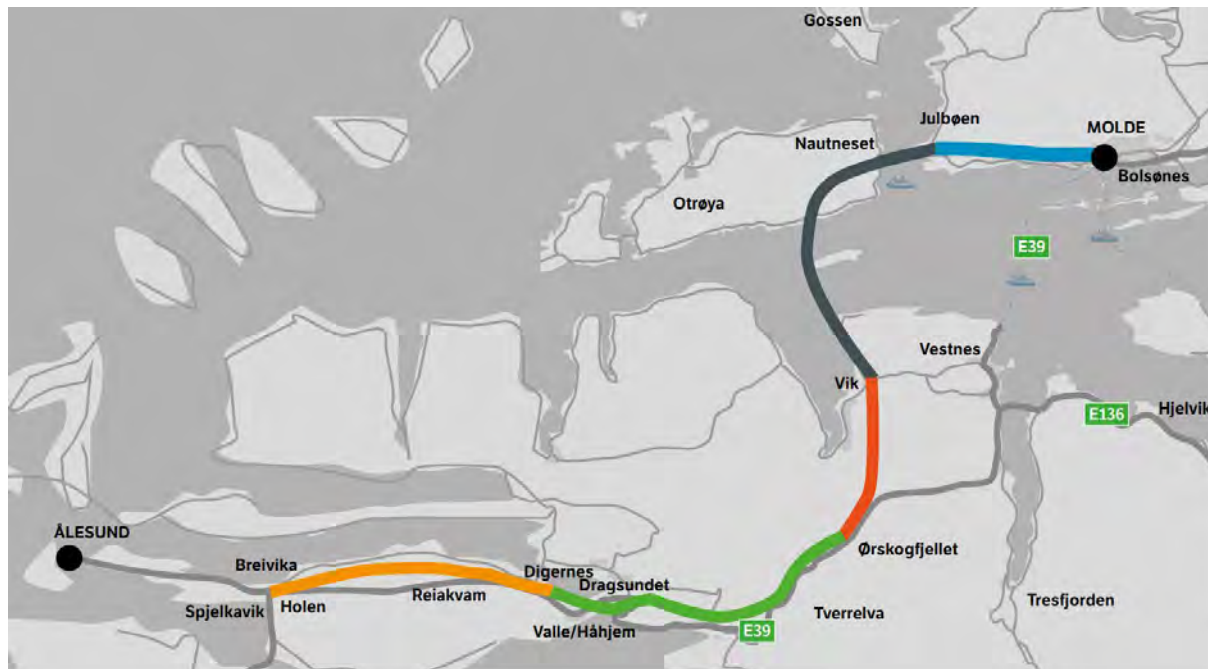 Gossen
Julbøen
MOLDE
Nautneset
Bolsønes
Otrøya
E39
Vestnes
Vik
E136
Hjelvik
ÅLESUND
Ørskogfjellet
Breivika
Digernes
Dragsundet
Reiakvam
Holen
Spjelkavik
Tverrelva
Tresfjorden
Valle/Håhjem
E39